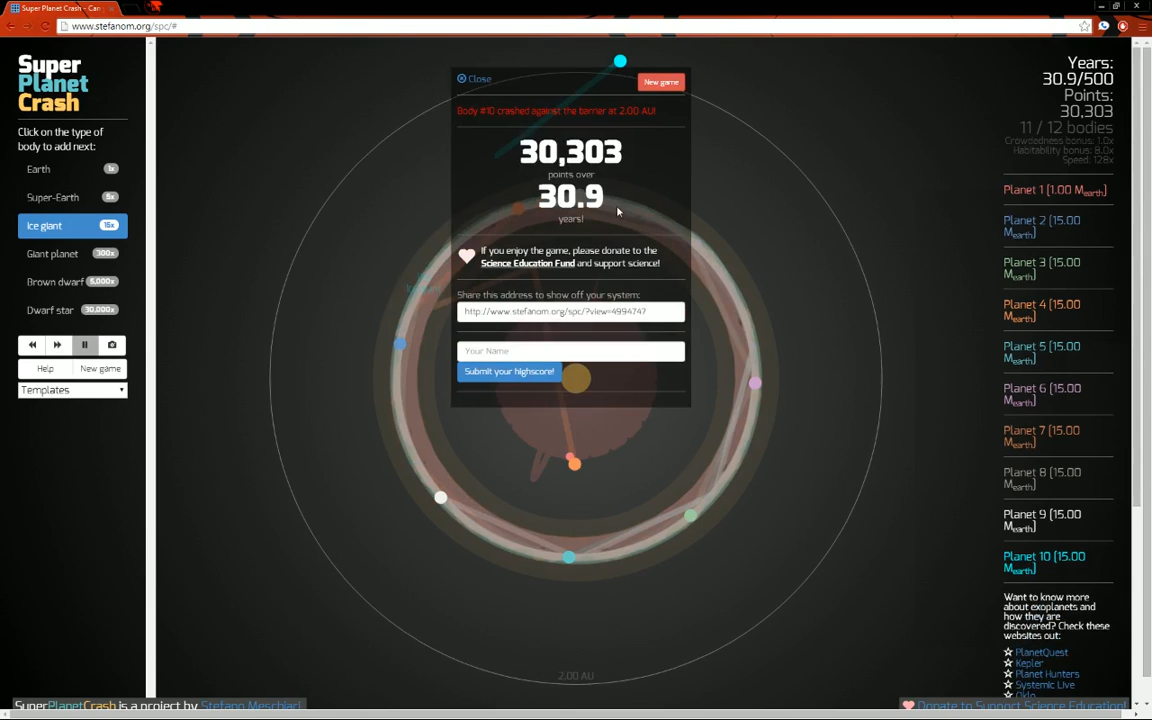 Super Planet Crash - Can
www.stefanom.org/spc/#
Super
Planet
Crash
Click on the type of
body to add next:
Earth 1x
Super-Earth 5x
Ice giant 15x
Giant planet 300x
Brown dwarf 5,000x
Dwarf star 30,000x
Help New game
Templates
Close
New game
Body #10 crashed against the barrier at 2.00 AU!
30,303
points over
30.9
years!
If you enjoy the game, please donate to the
Science Education Fund and support science!
Share this address to show off your system:
http://www.stefanom.org/spc/?view=4994747
Your Name
Submit your highscore!
2.00 AU
Years:
30.9/500
Points:
30,303
11 / 12 bodies
Crowdedness bonus: 1.0x
Habitability bonus: 8.0x
Speed: 128x
Planet 1 [1.00 Mearth]
Planet 2 [15.00
Mearth]
Planet 3 [15.00
Mearth]
Planet 4 [15.00
Mearth]
Planet 5 [15.00
Mearth]
Planet 6 [15.00
Mearth]
Planet 7 [15.00
Mearth]
Planet 8 [15.00
Mearth]
Planet 9 [15.00
Mearth]
Planet 10 [15.00
Mearth]
Want to know more
about exoplanets and
how they are
discovered? Check these
websites out:
PlanetQuest
Kepler
Planet Hunters
Systemic Live
SuperPlanetCrash is a project by Stefano Meschiari
Donate to Support Science Education!